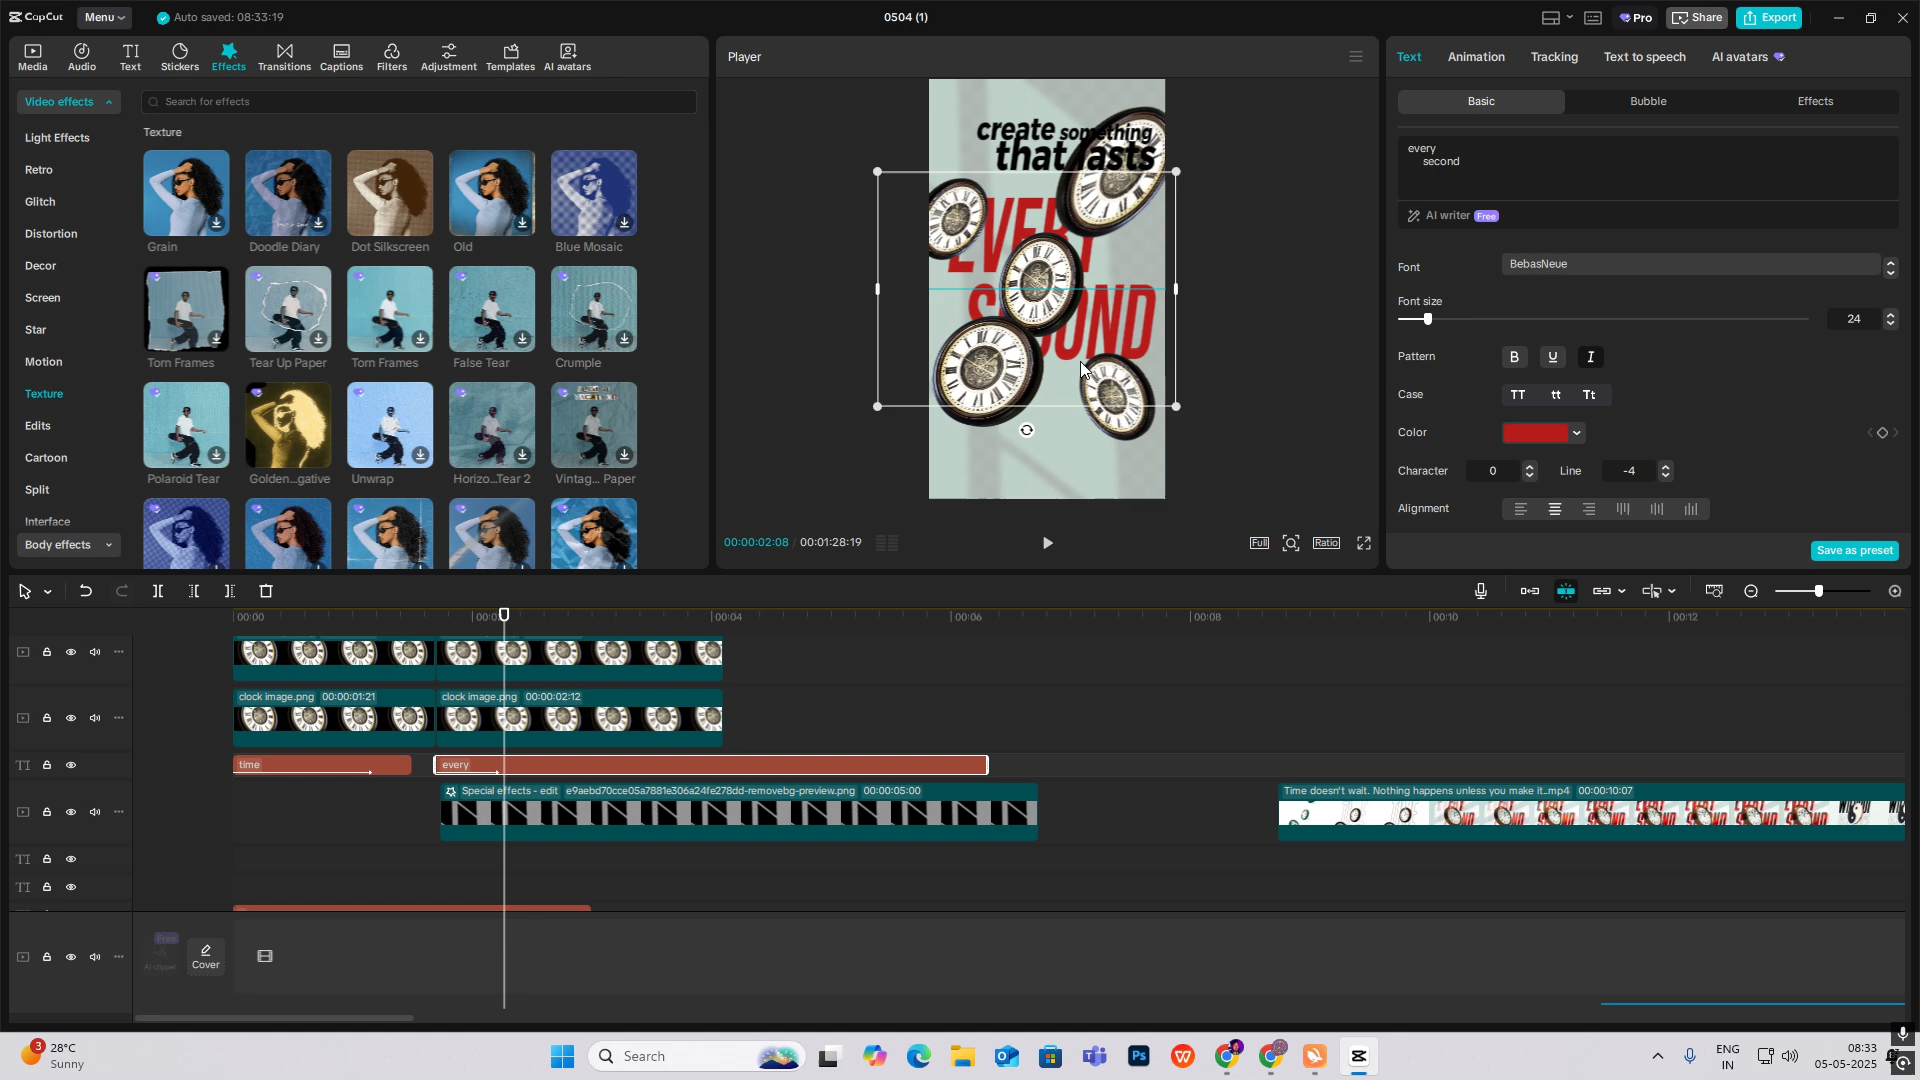 CapCut
Menu
Auto saved: 08:33:19
0504 (1)
Pro
Share
Export
Media
Audio
Text
Stickers
Effects
Transitions
Captions
Filters
Adjustment
Templates
AI avatars
Player
Text
Animation
Tracking
Text to speech
AI avatars
Video effects
Search for effects
Light Effects
Retro
Glitch
Distortion
Decor
Screen
Star
Motion
Texture
Edits
Cartoon
Split
Interface
Body effects
Texture
Grain
Doodle Diary
Dot Silkscreen
Old
Blue Mosaic
Torn Frames
Tear Up Paper
Torn Frames
False Tear
Crumple
Polaroid Tear
Golden...gative
Unwrap
Horizo...Tear 2
Vintag... Paper
create something
that lasts
EVERY
SECOND
00:00:02:08 / 00:01:28:19
Full
Ratio
Basic
Bubble
Effects
every
second
AI writer Free
Font
BebasNeue
Font size
24
Pattern
B U I
Case
TT tt Tt
Color
Character
0
Line
-4
Alignment
Save as preset
00:00
00:04
00:06
00:08
00:10
00:12
clock image.png 00:00:01:21
clock image.png 00:00:02:12
TI
time
every
Special effects - edit e9aebd70cce05a7881e306a24fe278dd-removebg-preview.png 00:00:05:00
Time doesn't wait. Nothing happens unless you make it..mp4 00:00:10:07
TI
TI
Free
AI clipper
Cover
3
28°C
Sunny
Search
Ps
ENG
IN
08:33
05-05-2025